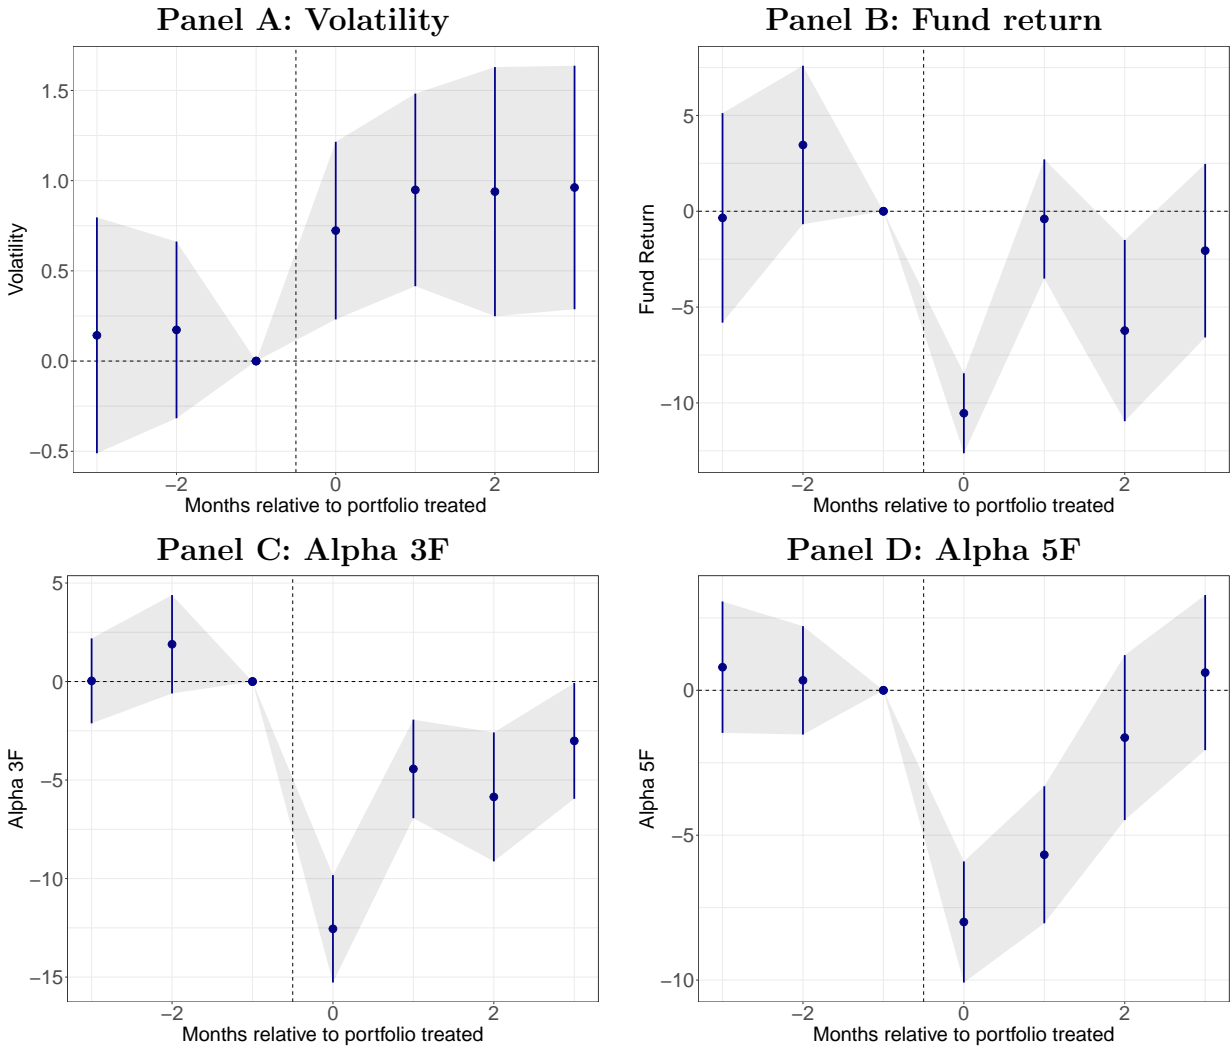 Panel A: Volatility
Volatility
1.5
1.0
0.5
0.0
−0.5
−2
0
2
Months relative to portfolio treated
Panel B: Fund return
Fund Return
5
0
−5
−10
−2
0
2
Months relative to portfolio treated
Panel C: Alpha 3F
Alpha 3F
5
0
−5
−10
−15
−2
0
2
Months relative to portfolio treated
Panel D: Alpha 5F
Alpha 5F
0
−5
−10
−2
0
2
Months relative to portfolio treated